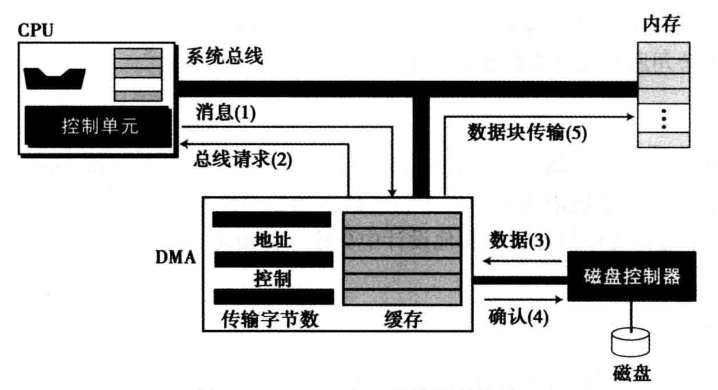 CPU
内存
系统总线
控制单元
消息(1)
总线请求(2)
数据块传输(5)
DMA
地址
控制
传输字节数
缓存
数据(3)
确认(4)
磁盘控制器
磁盘